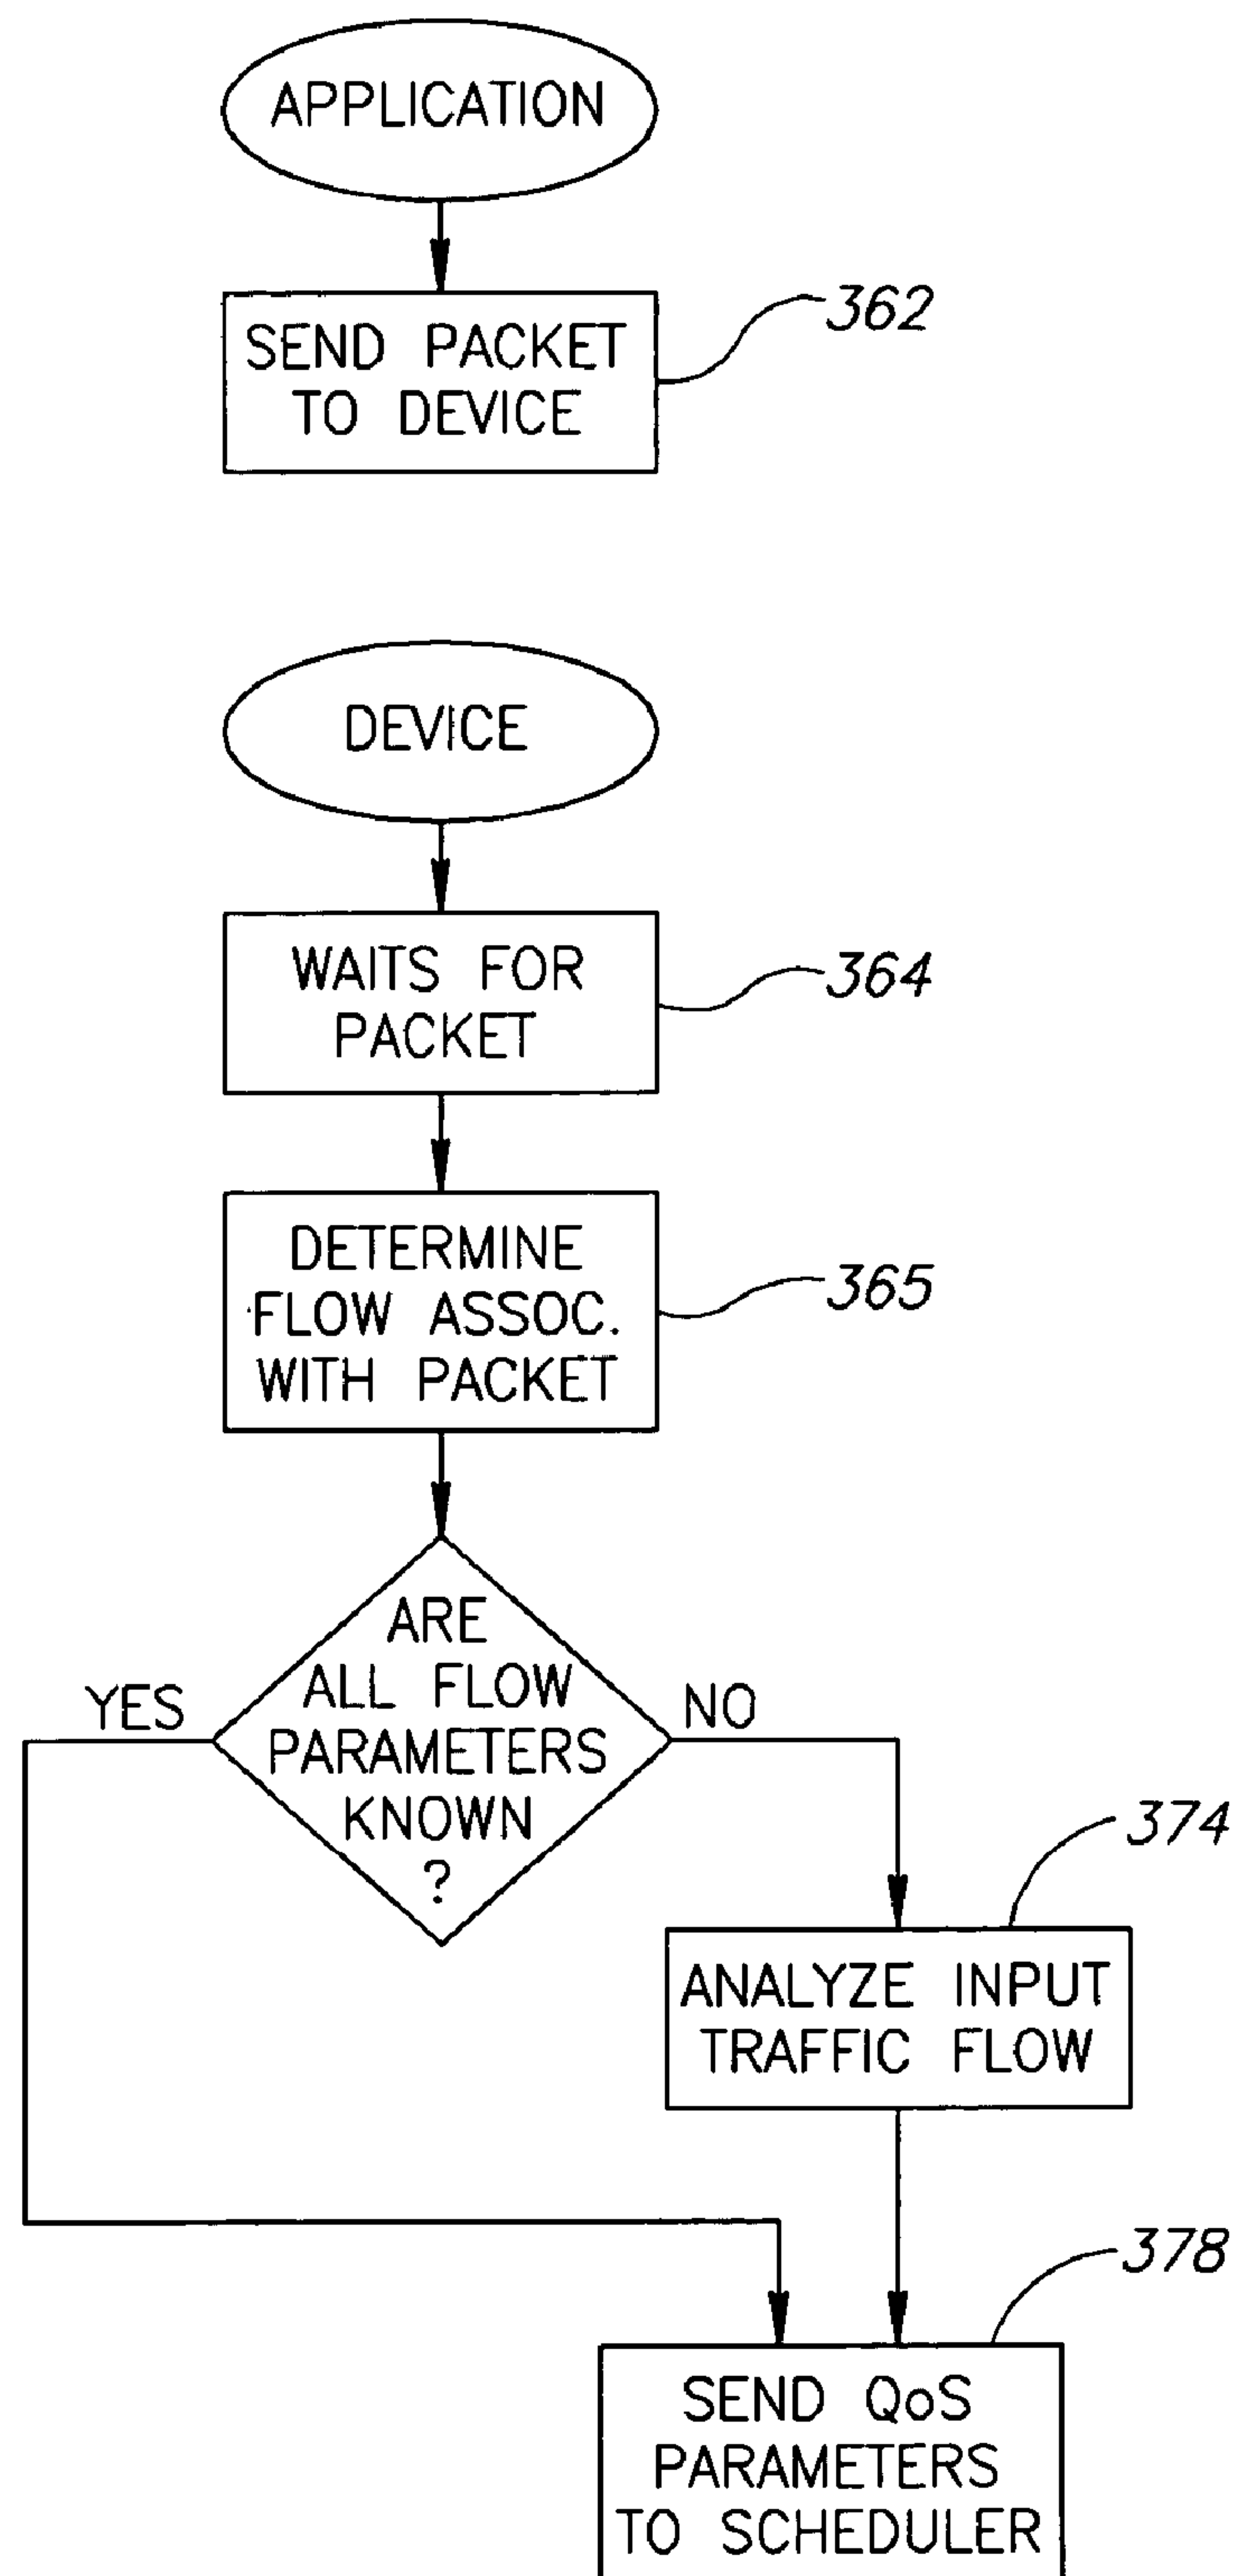 APPLICATION
SEND PACKET
TO DEVICE
362
DEVICE
WAITS FOR
PACKET
364
DETERMINE
FLOW ASSOC.
WITH PACKET
365
ARE
ALL FLOW
PARAMETERS
KNOWN
?
YES
NO
374
ANALYZE INPUT
TRAFFIC FLOW
378
SEND QoS
PARAMETERS
TO SCHEDULER